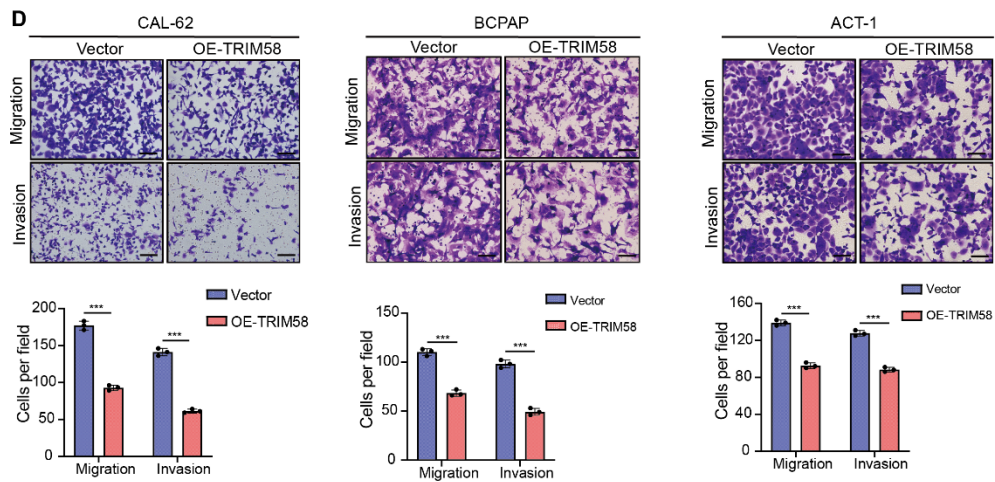 D
CAL-62
Vector
OE-TRIM58
Migration
Invasion
BCPAP
Vector
OE-TRIM58
Migration
Invasion
ACT-1
Vector
OE-TRIM58
Migration
Invasion
Cells per field
200
150
100
50
0
***
***
Vector
OE-TRIM58
Migration
Invasion
Cells per field
150
100
50
0
***
***
Vector
OE-TRIM58
Migration
Invasion
Cells per field
160
120
80
40
0
***
***
Vector
OE-TRIM58
Migration
Invasion